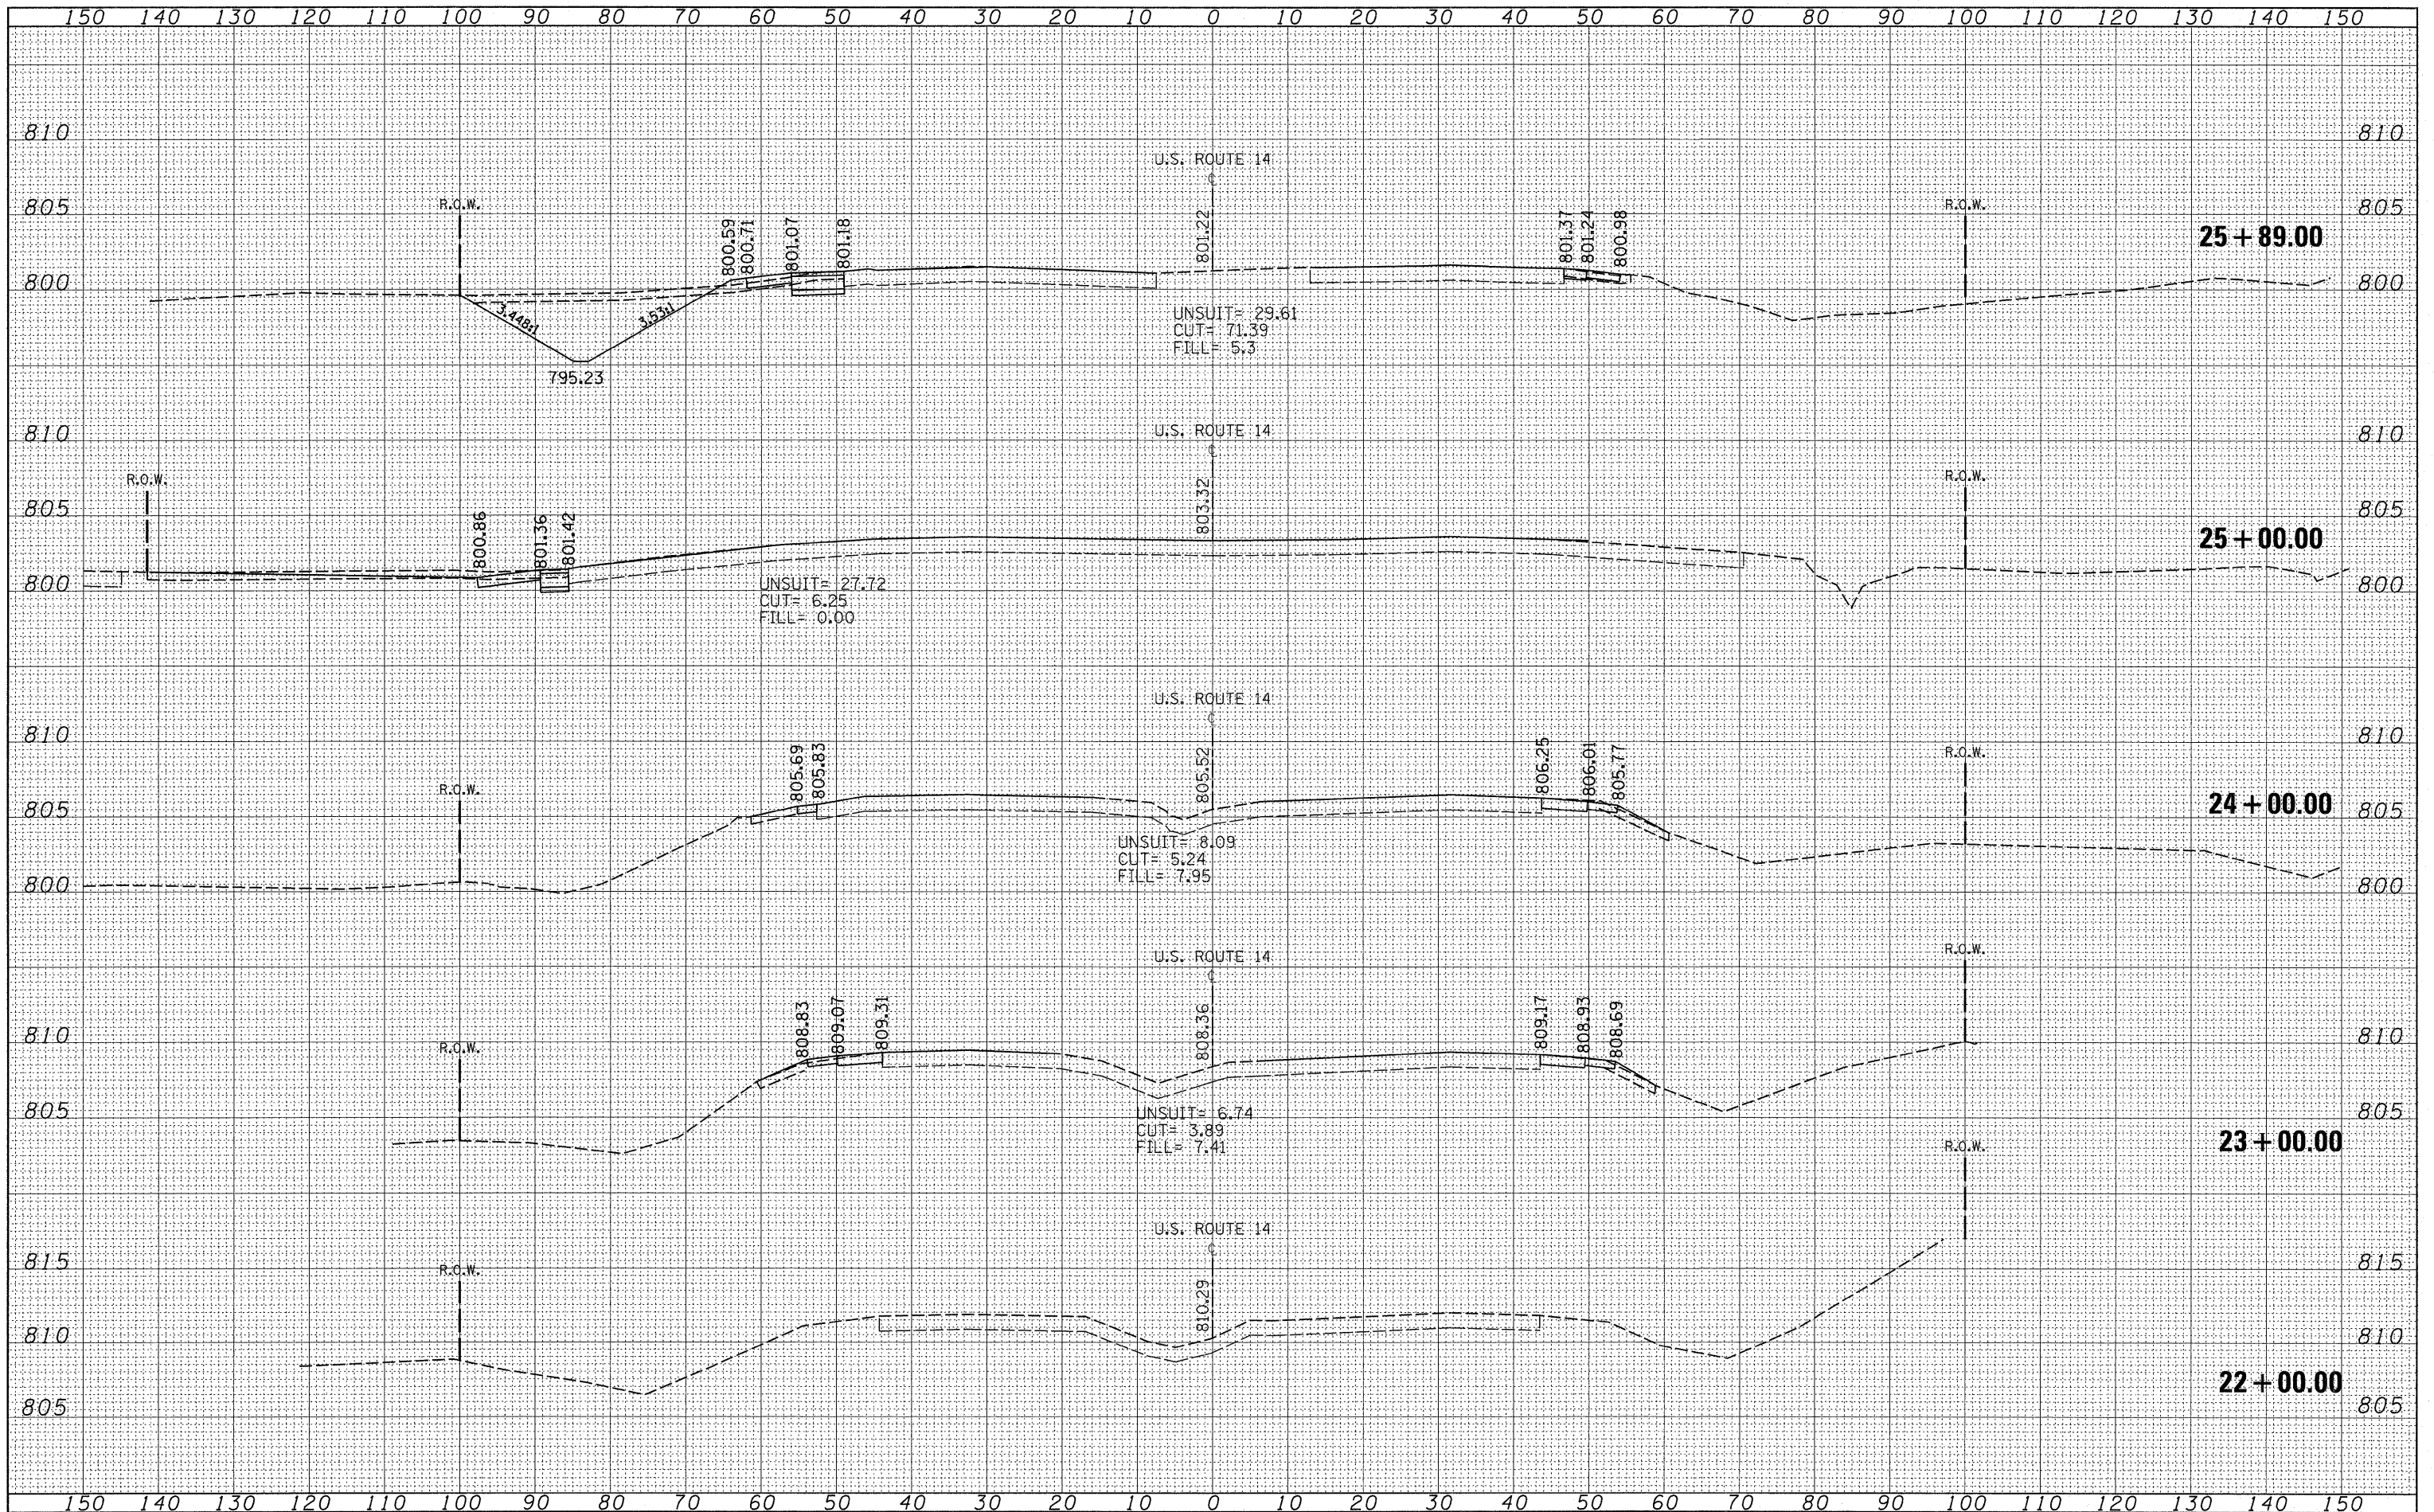 150 140 130 120 110 100 90 80 70 60 50 40 30 20 10 0 10 20 30 40 50 60 70 80 90 100 110 120 130 140 150
810 810
U.S. ROUTE 14
℄
805 R.O.W. R.O.W. 805
800.59 800.71 801.07 801.18 801.22 801.37 801.24 800.98
25+89.00
800 800
3.448:1 3.53:1
UNSUIT= 29.61
CUT= 71.39
FILL= 5.3
795.23
U.S. ROUTE 14
℄
810 810
R.O.W. R.O.W.
805 805
800.86 801.36 801.42 803.32
25+00.00
800 800
UNSUIT= 27.72
CUT= 6.25
FILL= 0.00
U.S. ROUTE 14
℄
810 810
R.O.W. R.O.W.
805.69 805.83 805.52 806.25 806.01 805.77
805 24+00.00 805
UNSUIT= 8.09
CUT= 5.24
FILL= 7.95
800 800
U.S. ROUTE 14
℄
R.O.W. R.O.W.
808.83 809.07 809.31 808.36 809.17 808.93 808.69
810 810
805 805
UNSUIT= 6.74
CUT= 3.89
FILL= 7.41
23+00.00
R.O.W.
U.S. ROUTE 14
℄
815 815
R.O.W.
810.29
810 810
22+00.00
805 805
150 140 130 120 110 100 90 80 70 60 50 40 30 20 10 0 10 20 30 40 50 60 70 80 90 100 110 120 130 140 150